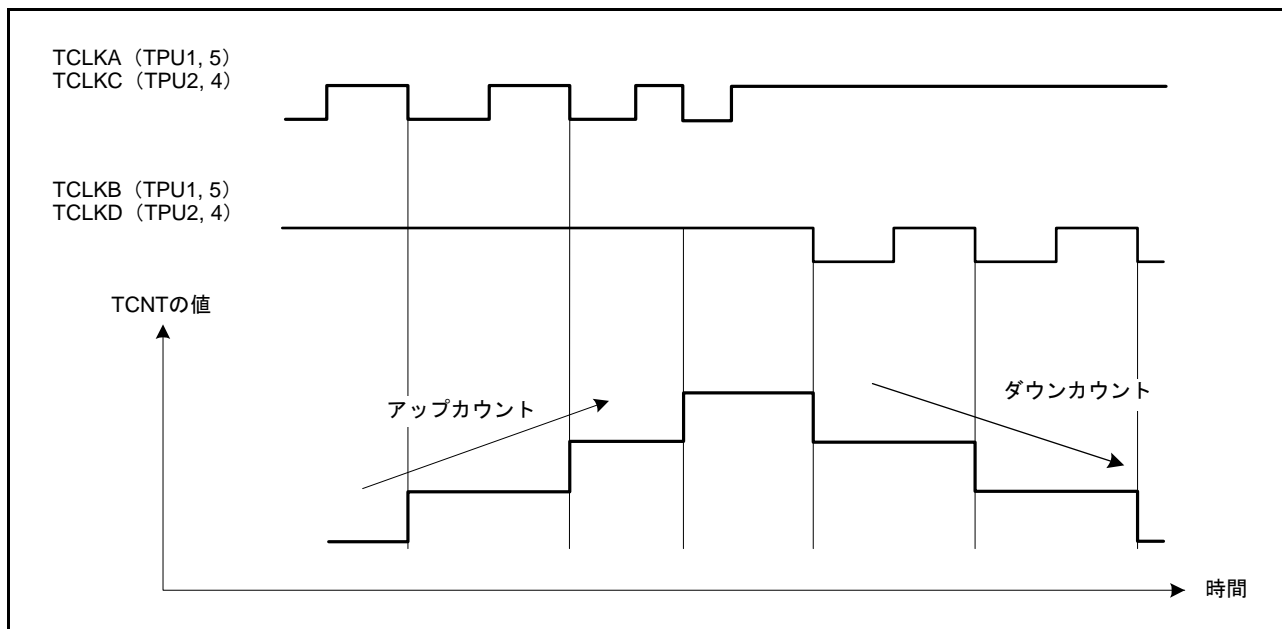 TCLKA（TPU1, 5）
TCLKC（TPU2, 4）
TCLKB（TPU1, 5）
TCLKD（TPU2, 4）
TCNTの値
アップカウント
ダウンカウント
時間